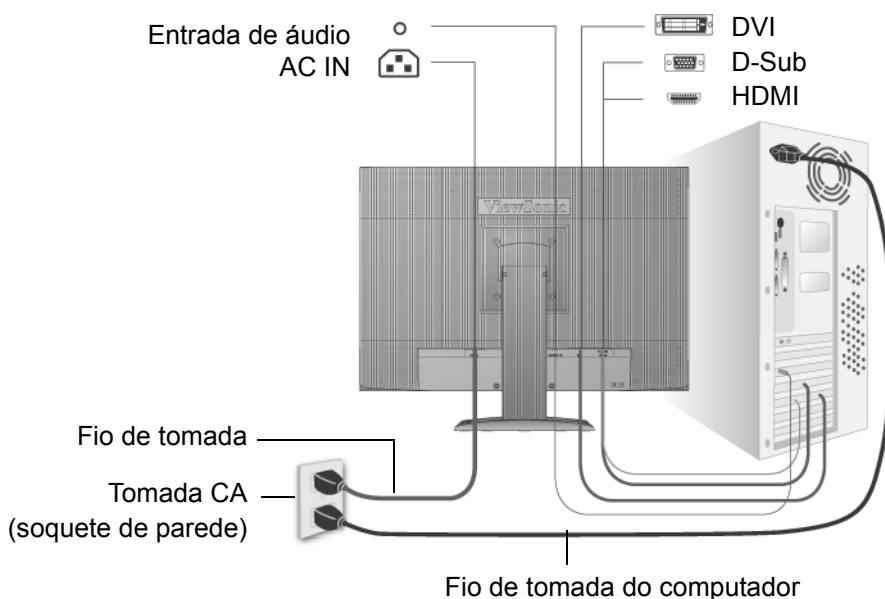 Entrada de áudio
AC IN
DVI
D-Sub
HDMI
ViewSonic
Fio de tomada
Tomada CA
(soquete de parede)
Fio de tomada do computador